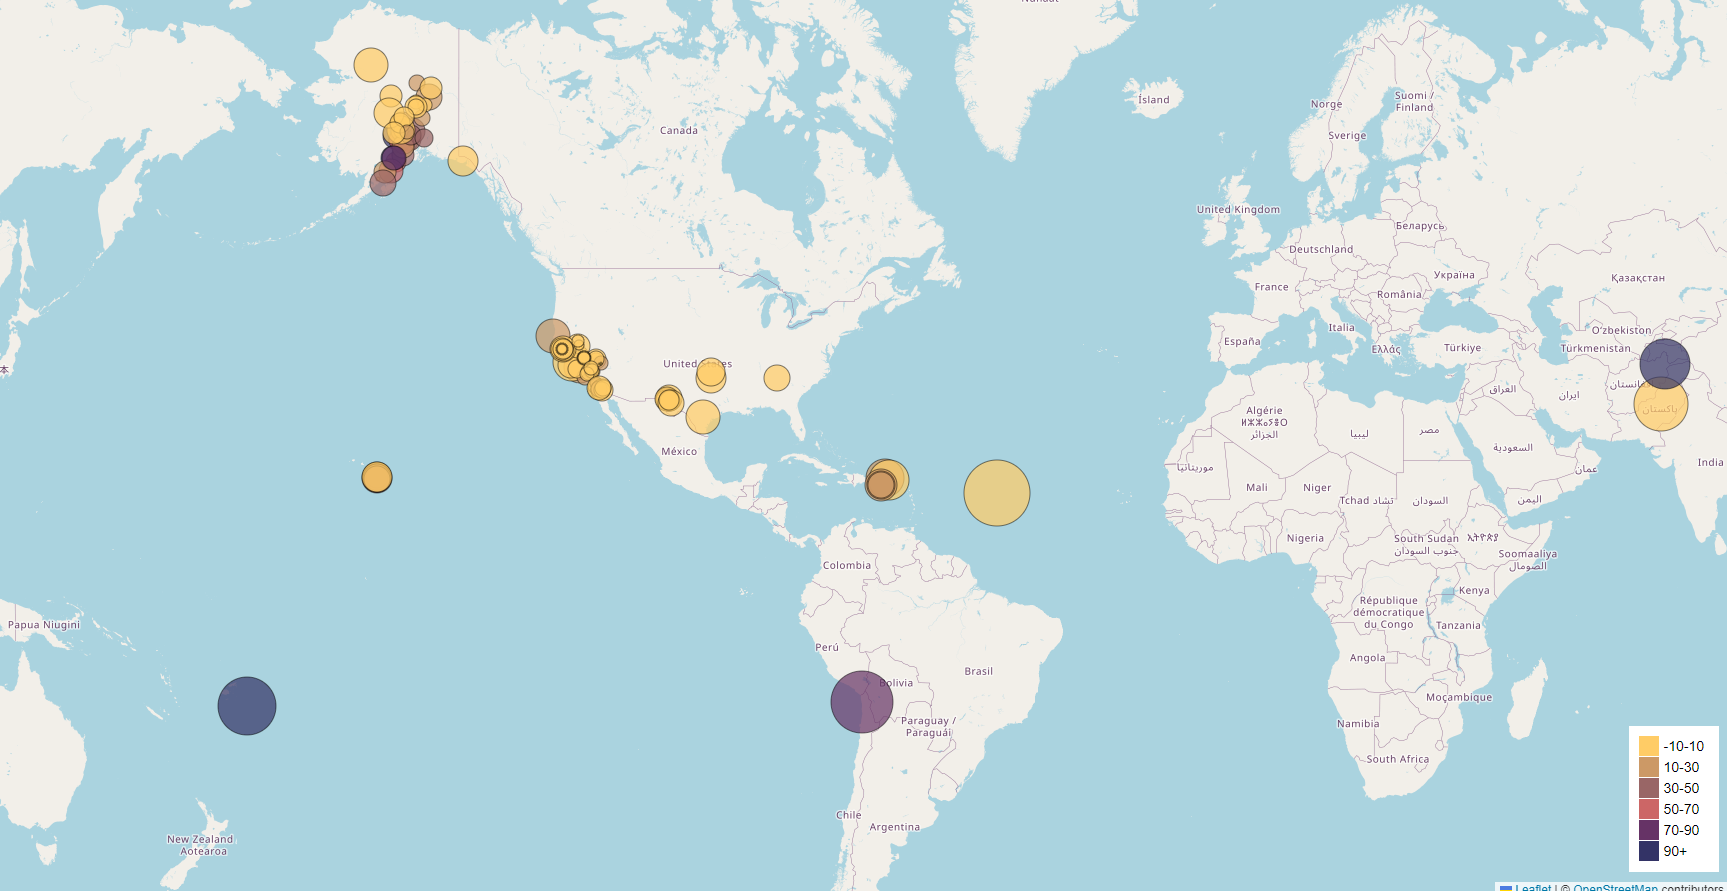 Nunaat
Ísland
Norge
Suomi /
Finland
Sverige
Canada
United Kingdom
Беларусь
Deutschland
Україна
Қазақстан
France
România
Italia
O'zbekiston
España
Ελλάς
Türkiye
Türkmenistan
United States
افغانستان
العراق
ایران
پاکستان
Algérie
ⵍⵣⵣⴰⵢⴻⵔ
الجزائر
ليبيا
مصر
السعودية
México
موريتانيا
عمان
India
Mali
Niger
Tchad تشاد
السودان
اليمن
Nigeria
South Sudan
جنوب السودان
ኢትዮጵያ
Soomaaliya
الصومال
Colombia
Kenya
République
démocratique
du Congo
Papua Niugini
Tanzania
Perú
Angola
Brasil
Bolivia
Moçambique
Paraguay /
Paraguái
Namibia
South Africa
Chile
Argentina
New Zealand
Aotearoa
-10-10
10-30
30-50
50-70
70-90
90+
Leaflet | © OpenStreetMap contributors